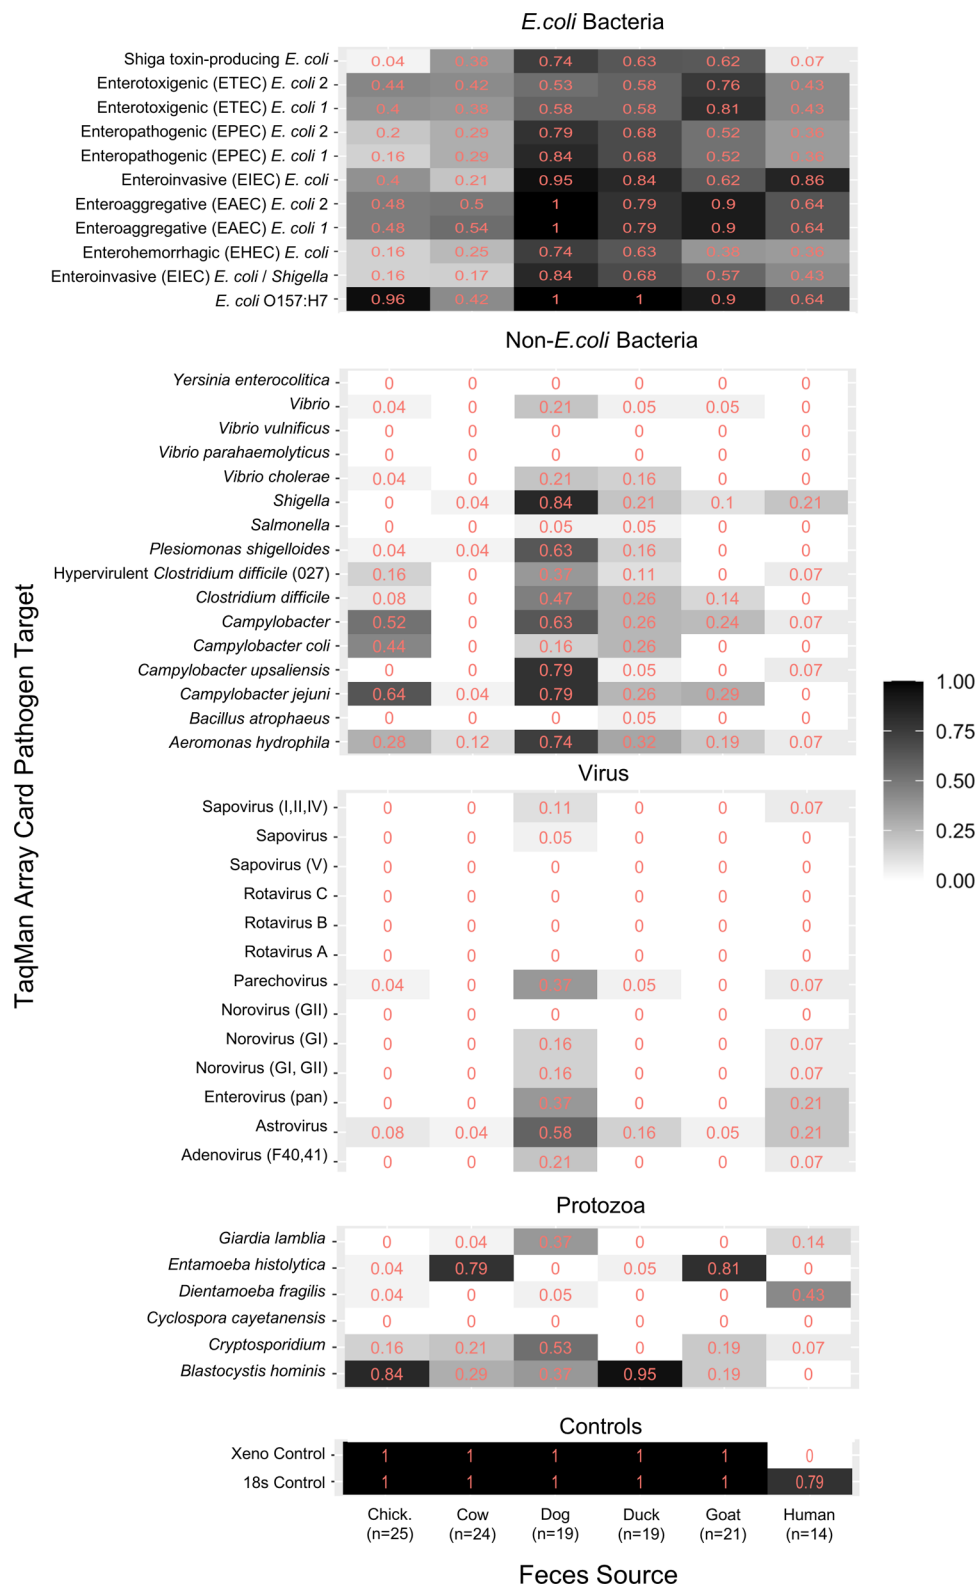 E.coli Bacteria
Shiga toxin-producing E. coli 0.04 0.38 0.74 0.63 0.62 0.07
Enterotoxigenic (ETEC) E. coli 2 0.44 0.42 0.53 0.58 0.76 0.43
Enterotoxigenic (ETEC) E. coli 1 0.4 0.38 0.58 0.58 0.81 0.43
Enteropathogenic (EPEC) E. coli 2 0.2 0.29 0.79 0.68 0.52 0.36
Enteropathogenic (EPEC) E. coli 1 0.16 0.29 0.84 0.68 0.52 0.36
Enteroinvasive (EIEC) E. coli 0.4 0.21 0.95 0.84 0.62 0.86
Enteroaggregative (EAEC) E. coli 2 0.48 0.5 1 0.79 0.9 0.64
Enteroaggregative (EAEC) E. coli 1 0.48 0.54 1 0.79 0.9 0.64
Enterohemorrhagic (EHEC) E. coli 0.16 0.25 0.74 0.63 0.38 0.36
Enteroinvasive (EIEC) E. coli / Shigella 0.16 0.17 0.84 0.68 0.57 0.43
E. coli O157:H7 0.96 0.42 1 1 0.9 0.64
Non-E.coli Bacteria
Yersinia enterocolitica 0 0 0 0 0 0
Vibrio 0.04 0 0.21 0.05 0.05 0
Vibrio vulnificus 0 0 0 0 0 0
Vibrio parahaemolyticus 0 0 0 0 0 0
Vibrio cholerae 0.04 0 0.21 0.16 0 0
Shigella 0 0.04 0.84 0.21 0.1 0.21
Salmonella 0 0 0.05 0.05 0 0
Plesiomonas shigelloides 0.04 0.04 0.63 0.16 0 0
Hypervirulent Clostridium difficile (027) 0.16 0 0.37 0.11 0 0.07
Clostridium difficile 0.08 0 0.47 0.26 0.14 0
Campylobacter 0.52 0 0.63 0.26 0.24 0.07
Campylobacter coli 0.44 0 0.16 0.26 0 0
Campylobacter upsaliensis 0 0 0.79 0.05 0 0.07
Campylobacter jejuni 0.64 0.04 0.79 0.26 0.29 0
Bacillus atrophaeus 0 0 0 0.05 0 0
Aeromonas hydrophila 0.28 0.12 0.74 0.32 0.19 0.07
Virus
Sapovirus (I,II,IV) 0 0 0.11 0 0 0.07
Sapovirus 0 0 0.05 0 0 0
Sapovirus (V) 0 0 0 0 0 0
Rotavirus C 0 0 0 0 0 0
Rotavirus B 0 0 0 0 0 0
Rotavirus A 0 0 0 0 0 0
Parechovirus 0.04 0 0.37 0.05 0 0.07
Norovirus (GII) 0 0 0 0 0 0
Norovirus (GI) 0 0 0.16 0 0 0.07
Norovirus (GI, GII) 0 0 0.16 0 0 0.07
Enterovirus (pan) 0 0 0.37 0 0 0.21
Astrovirus 0.08 0.04 0.58 0.16 0.05 0.21
Adenovirus (F40,41) 0 0 0.21 0 0 0.07
Protozoa
Giardia lamblia 0 0.04 0.37 0 0 0.14
Entamoeba histolytica 0.04 0.79 0 0.05 0.81 0
Dientamoeba fragilis 0.04 0 0.05 0 0 0.43
Cyclospora cayetanensis 0 0 0 0 0 0
Cryptosporidium 0.16 0.21 0.53 0 0.19 0.07
Blastocystis hominis 0.84 0.29 0.37 0.95 0.19 0
Controls
Xeno Control 1 1 1 1 1 0
18s Control 1 1 1 1 1 0.79
Chick. Cow Dog Duck Goat Human
(n=25) (n=24) (n=19) (n=19) (n=21) (n=14)
Feces Source
TaqMan Array Card Pathogen Target
1.00
0.75
0.50
0.25
0.00